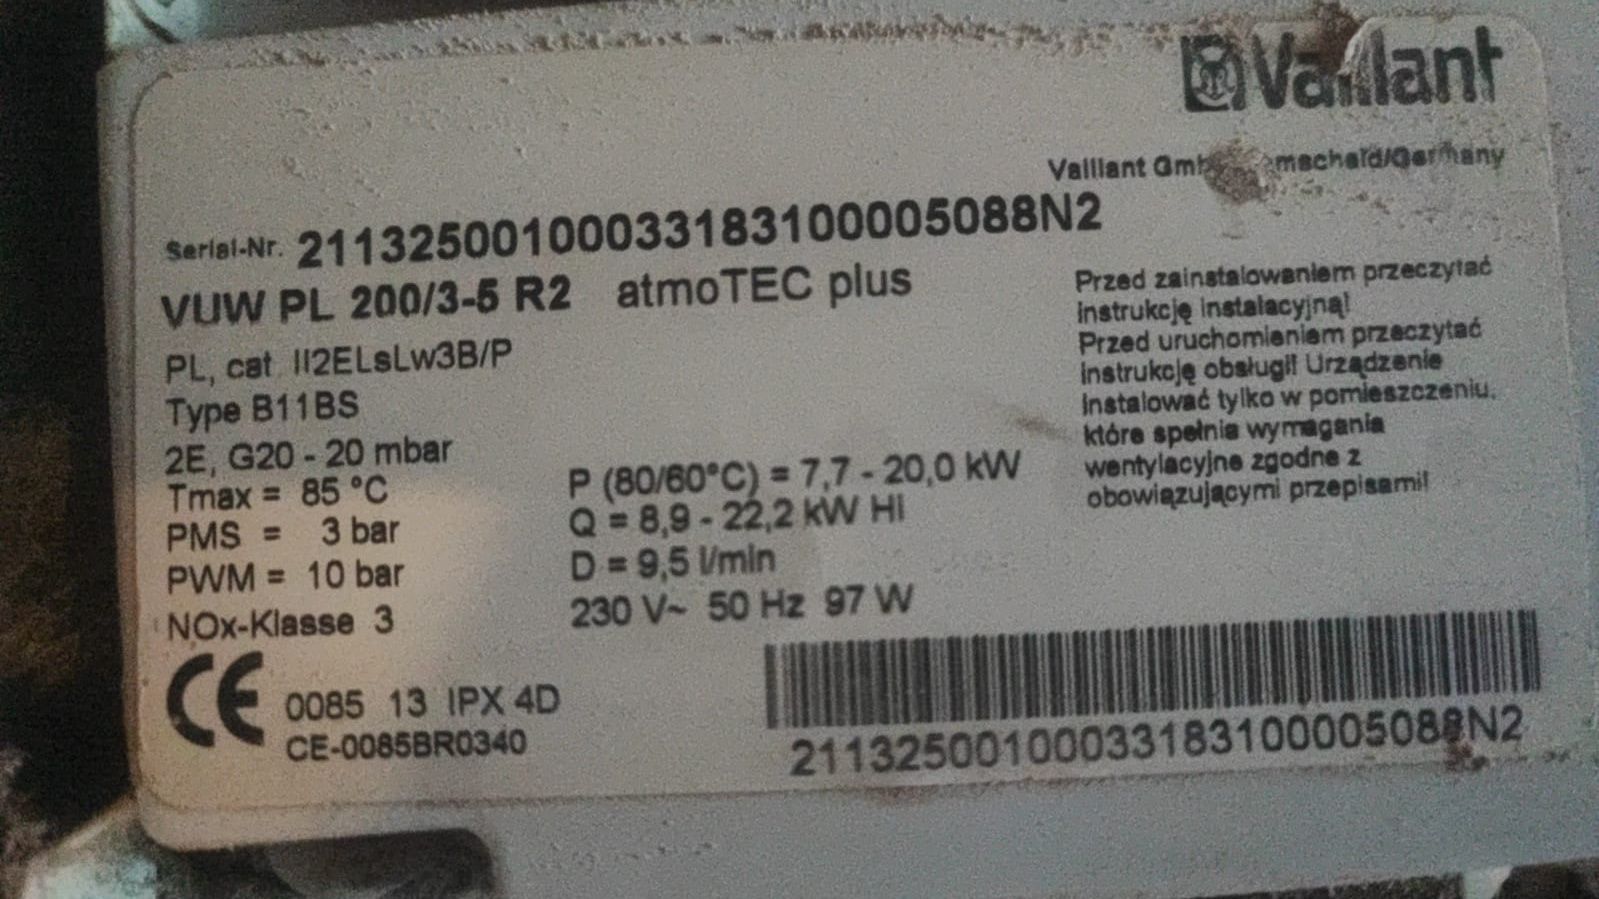 Vaillant
Vaillant GmbH Remscheid/Germany
Serial-Nr. 21132500100033183100005088N2
VUW PL 200/3-5 R2 atmoTEC plus
PL, cat II2ELsLw3B/P
Type B11BS
2E, G20 - 20 mbar
Tmax = 85 °C
PMS = 3 bar
PWM = 10 bar
NOx-Klasse 3
P (80/60°C) = 7,7 - 20,0 kW
Q = 8,9 - 22,2 kW Hi
D = 9,5 l/min
230 V~ 50 Hz 97 W
Przed zainstalowaniem przeczytać
instrukcję instalacyjną!
Przed uruchomieniem przeczytać
instrukcję obsługi! Urządzenie
instalować tylko w pomieszczeniu,
które spełnia wymagania
wentylacyjne zgodne z
obowiązującymi przepisami!
CE 0085 13 IPX 4D
CE-0085BR0340
21132500100033183100005088N2